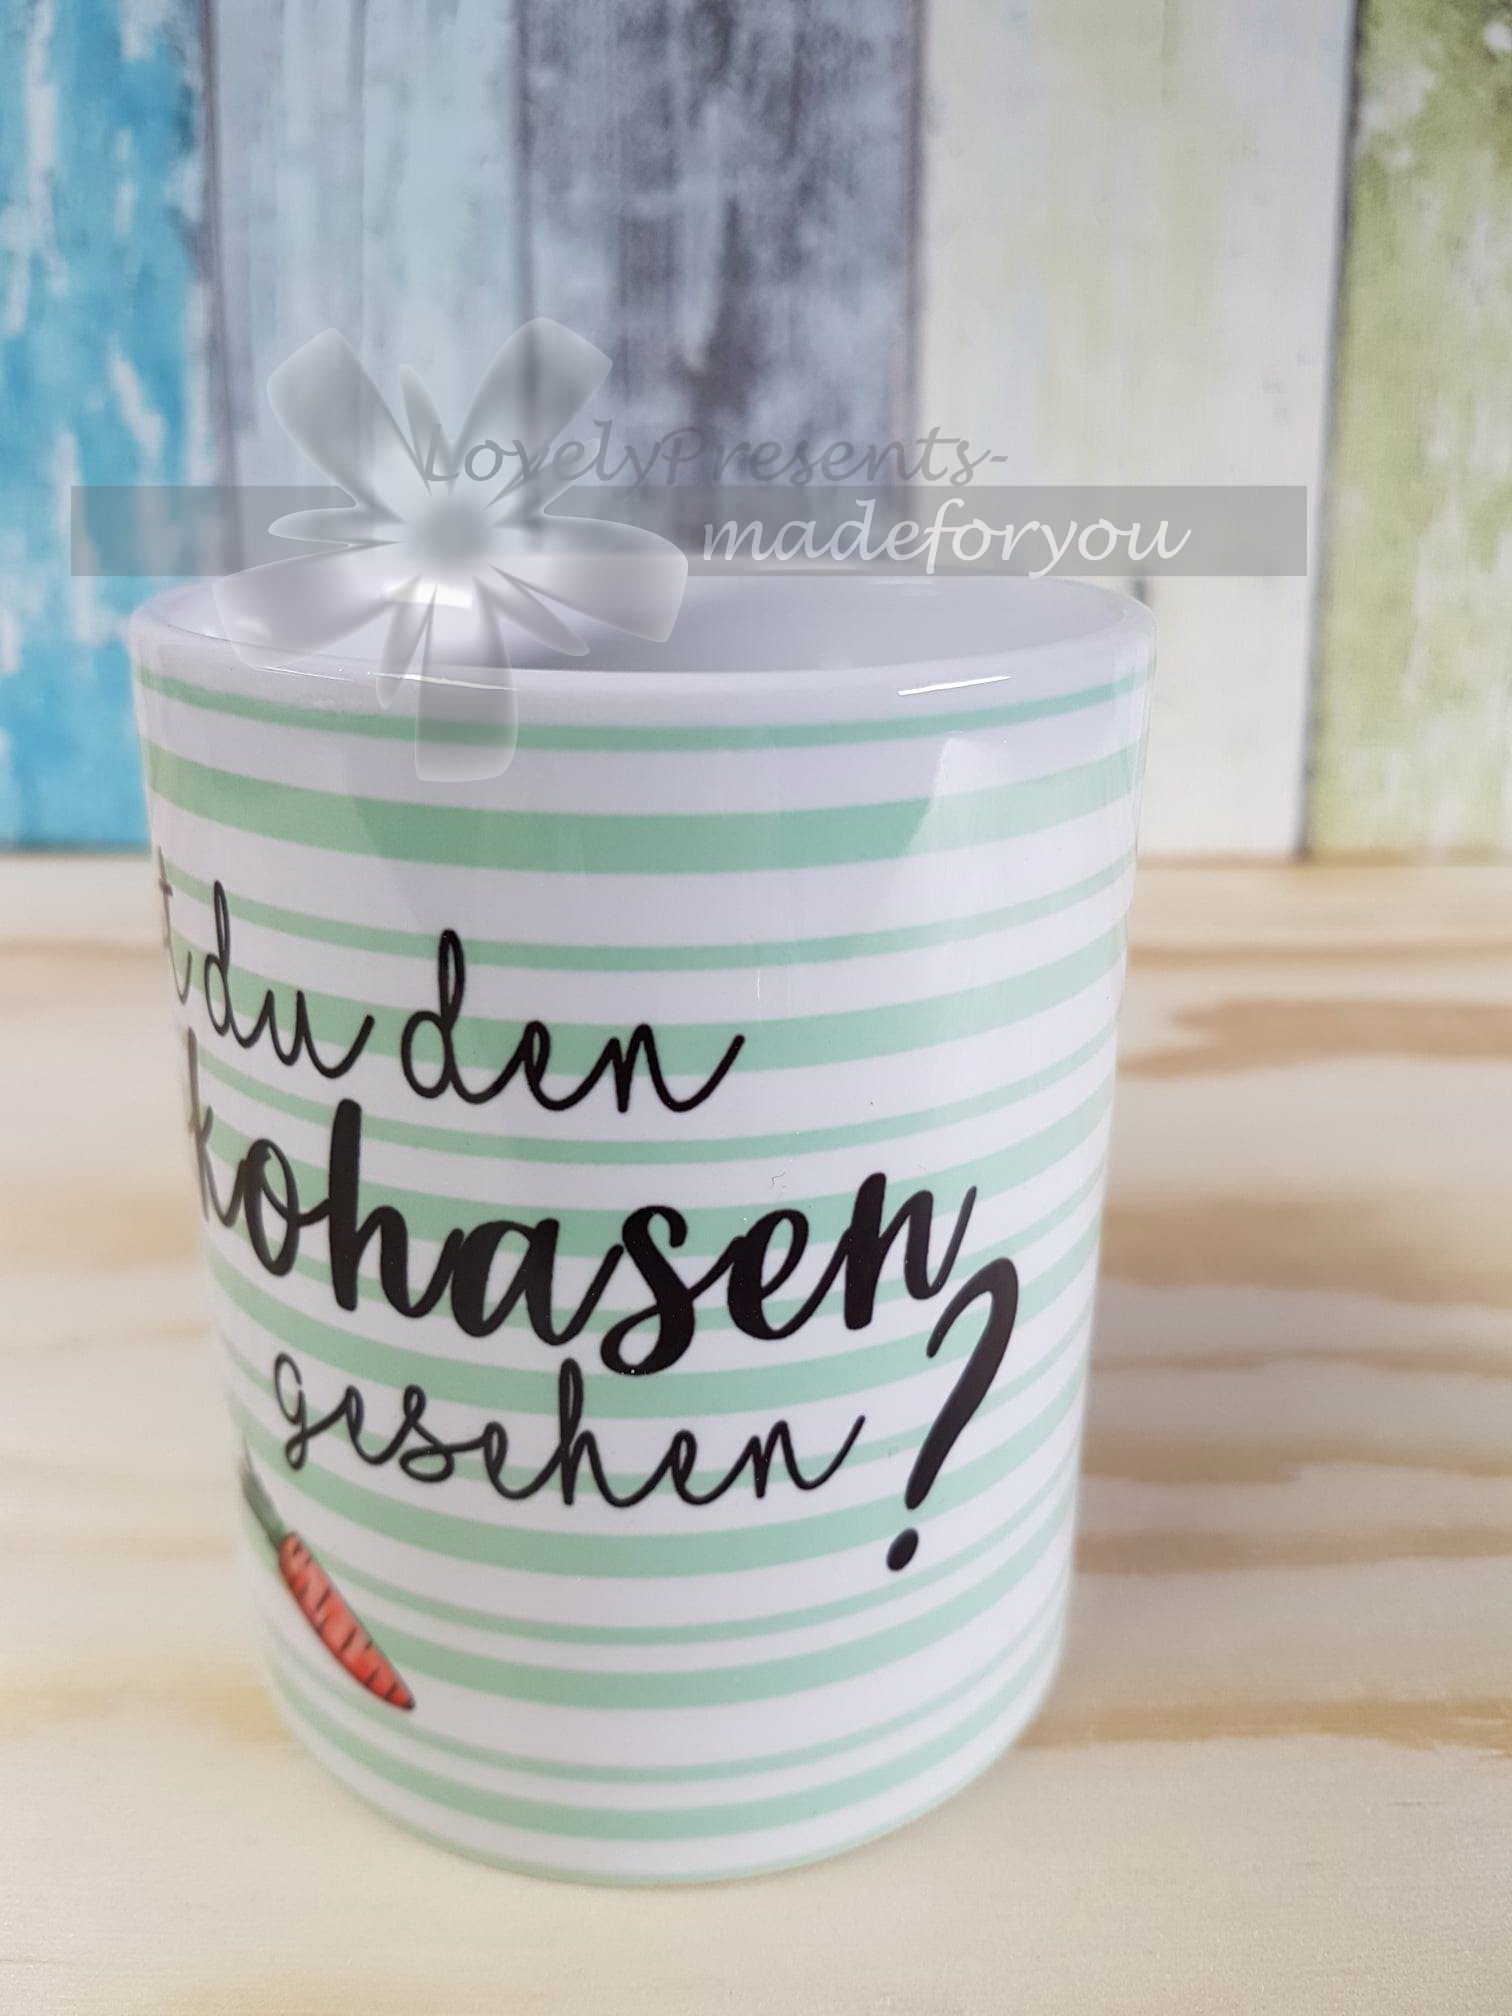 LovelyPresents-
madeforyou
t du den
kohasen
gesehen?